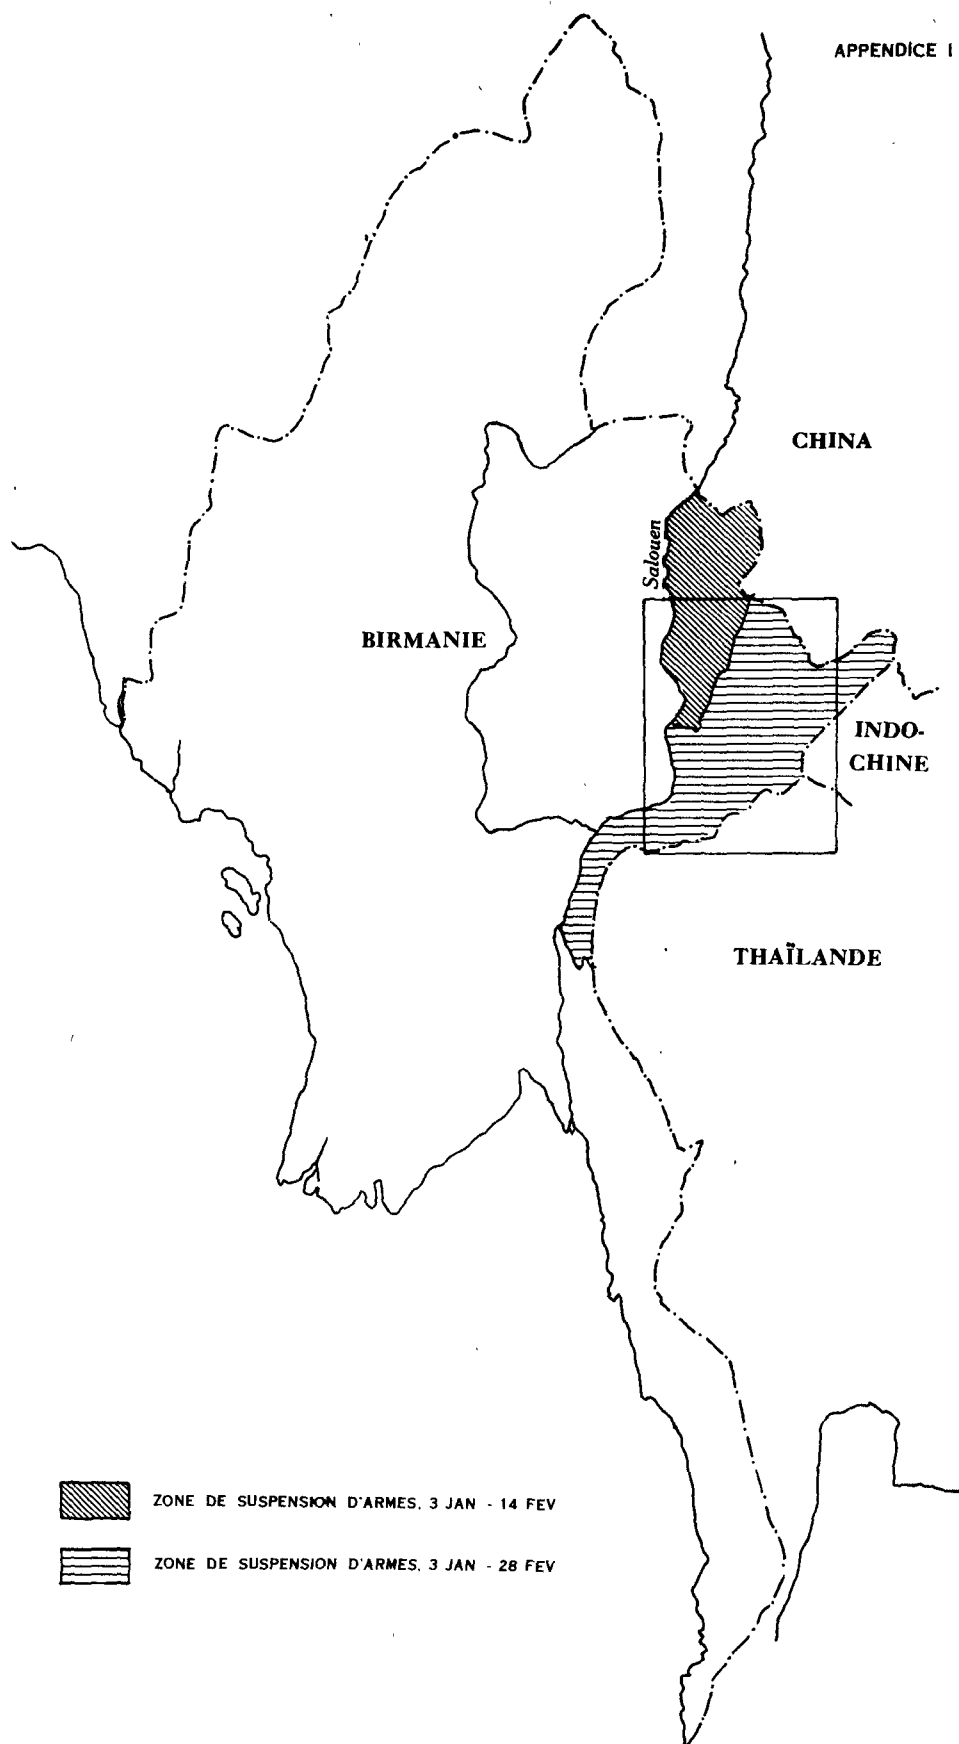 APPENDICE I
CHINA
Salouen
BIRMANIE
INDO-
CHINE
THAÏLANDE
ZONE DE SUSPENSION D'ARMES, 3 JAN - 14 FEV
ZONE DE SUSPENSION D'ARMES, 3 JAN - 28 FEV